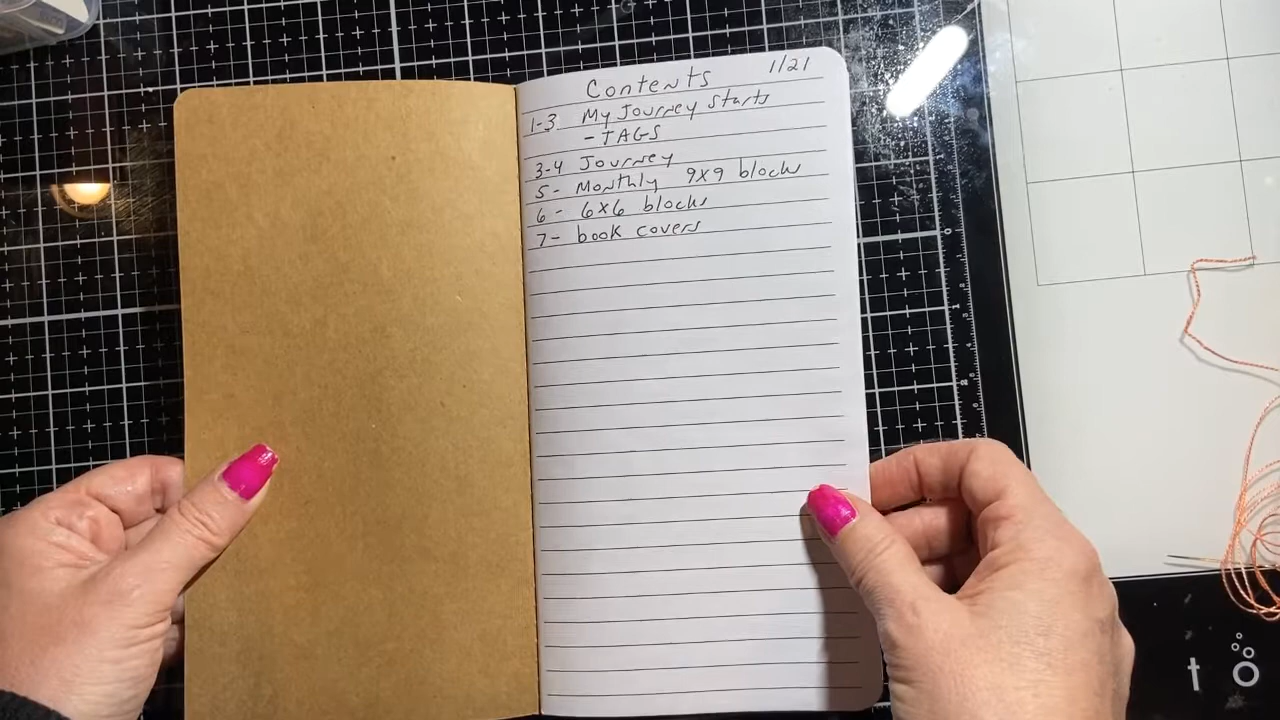 Contents 1/21
1-3 My Journey Starts
- TAGS
3-4 Journey
5- Monthly 9x9 blocks
6 - 6x6 blocks
7- book covers
to